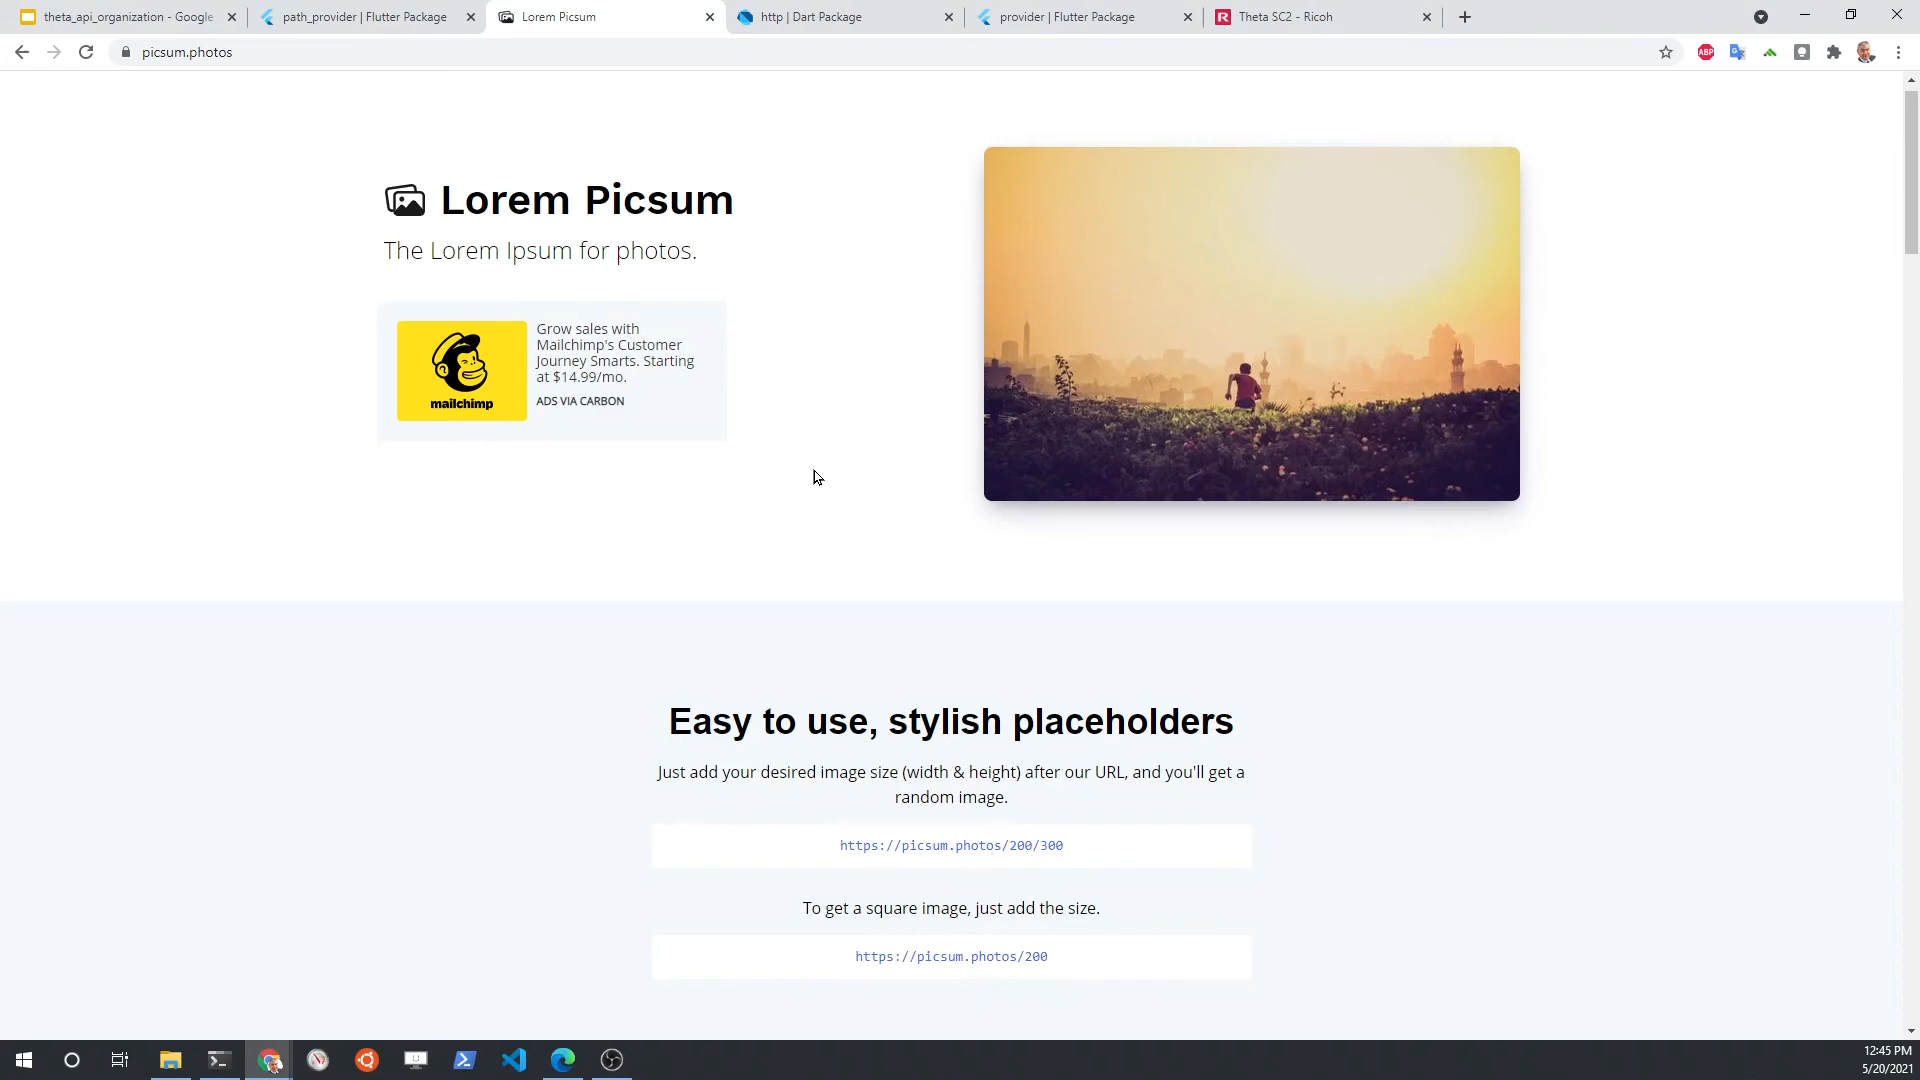 theta_api_organization - Google
path_provider | Flutter Package
Lorem Picsum
http | Dart Package
provider | Flutter Package
Theta SC2 - Ricoh
picsum.photos
ABP
Lorem Picsum
The Lorem Ipsum for photos.
mailchimp
Grow sales with
Mailchimp's Customer
Journey Smarts. Starting
at $14.99/mo.
ADS VIA CARBON
Easy to use, stylish placeholders
Just add your desired image size (width & height) after our URL, and you'll get a
random image.
https://picsum.photos/200/300
To get a square image, just add the size.
https://picsum.photos/200
12:45 PM
5/20/2021